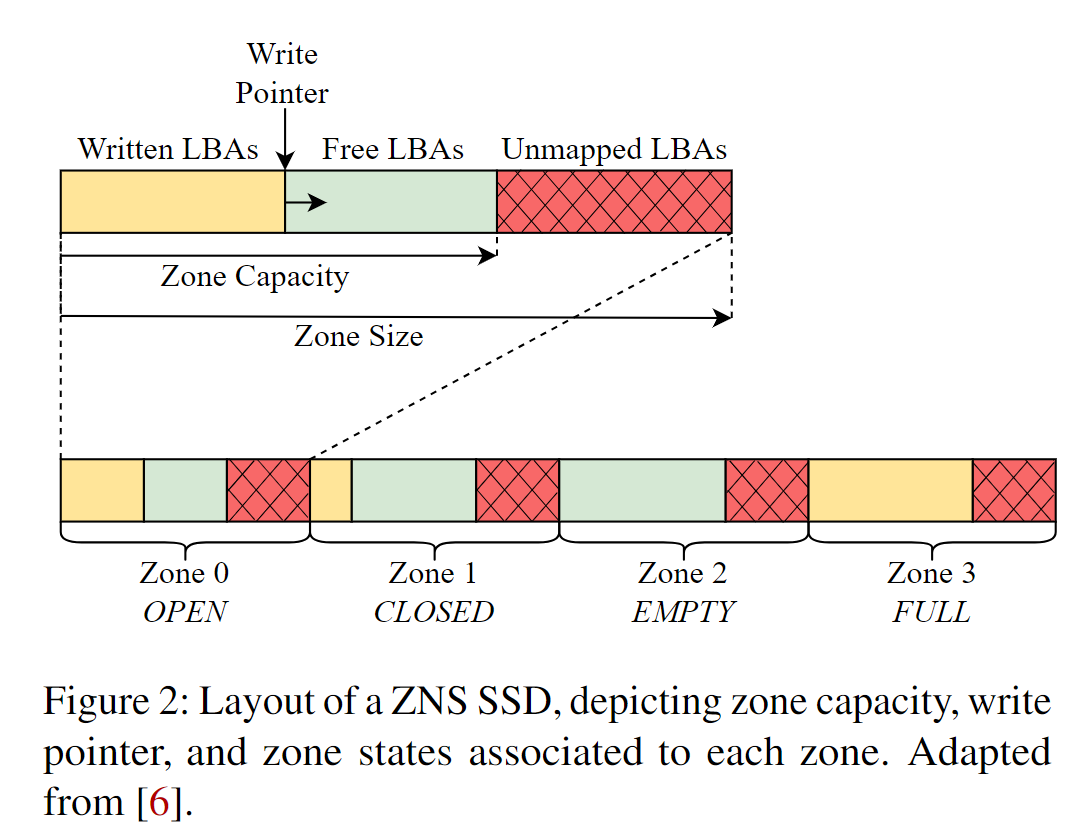 Write
Pointer
Written LBAs
Free LBAs
Unmapped LBAs
Zone Capacity
Zone Size
Zone 0
OPEN
Zone 1
CLOSED
Zone 2
EMPTY
Zone 3
FULL
Figure 2: Layout of a ZNS SSD, depicting zone capacity, write
pointer, and zone states associated to each zone. Adapted
from [6].